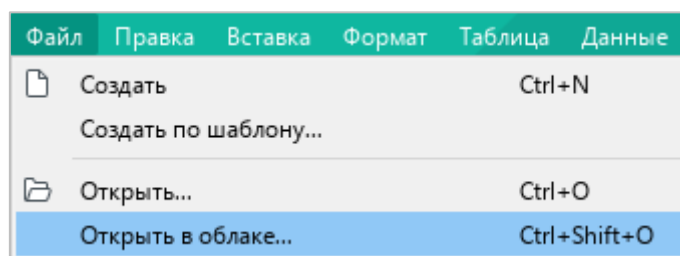 Файл Правка Вставка Формат Таблица Данные
Создать Ctrl+N
Создать по шаблону...
Открыть... Ctrl+O
Открыть в облаке... Ctrl+Shift+O